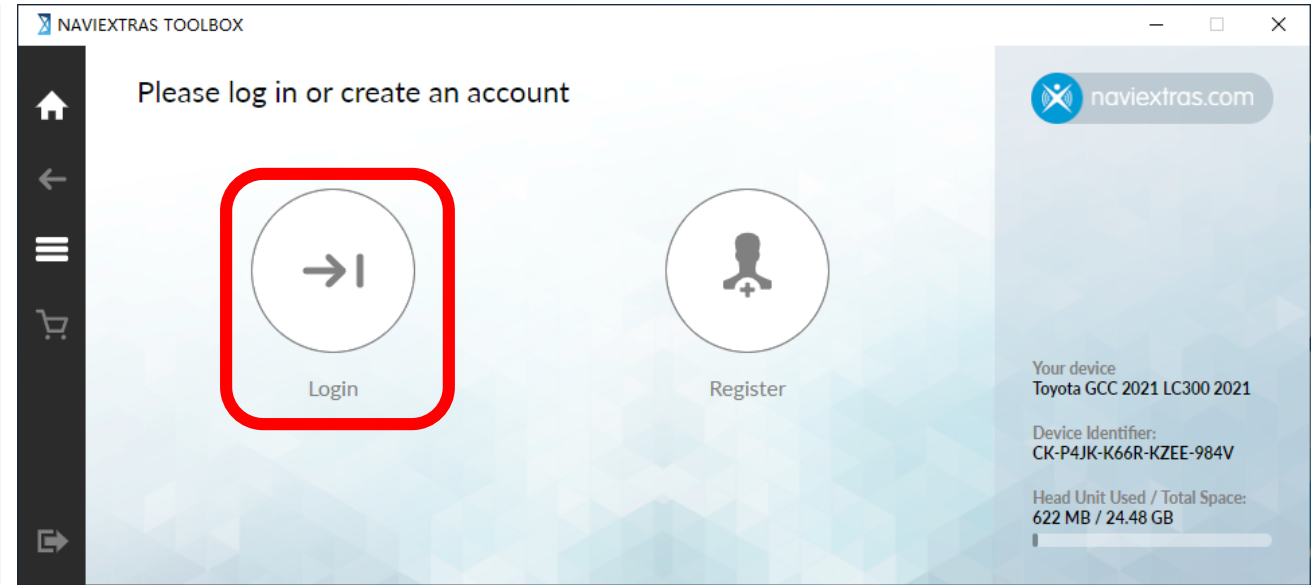 NAVIEXTRAS TOOLBOX
Please log in or create an account
naviextras.com
Login
Register
Your device
Toyota GCC 2021 LC300 2021
Device Identifier:
CK-P4JK-K66R-KZEE-984V
Head Unit Used / Total Space:
622 MB / 24.48 GB